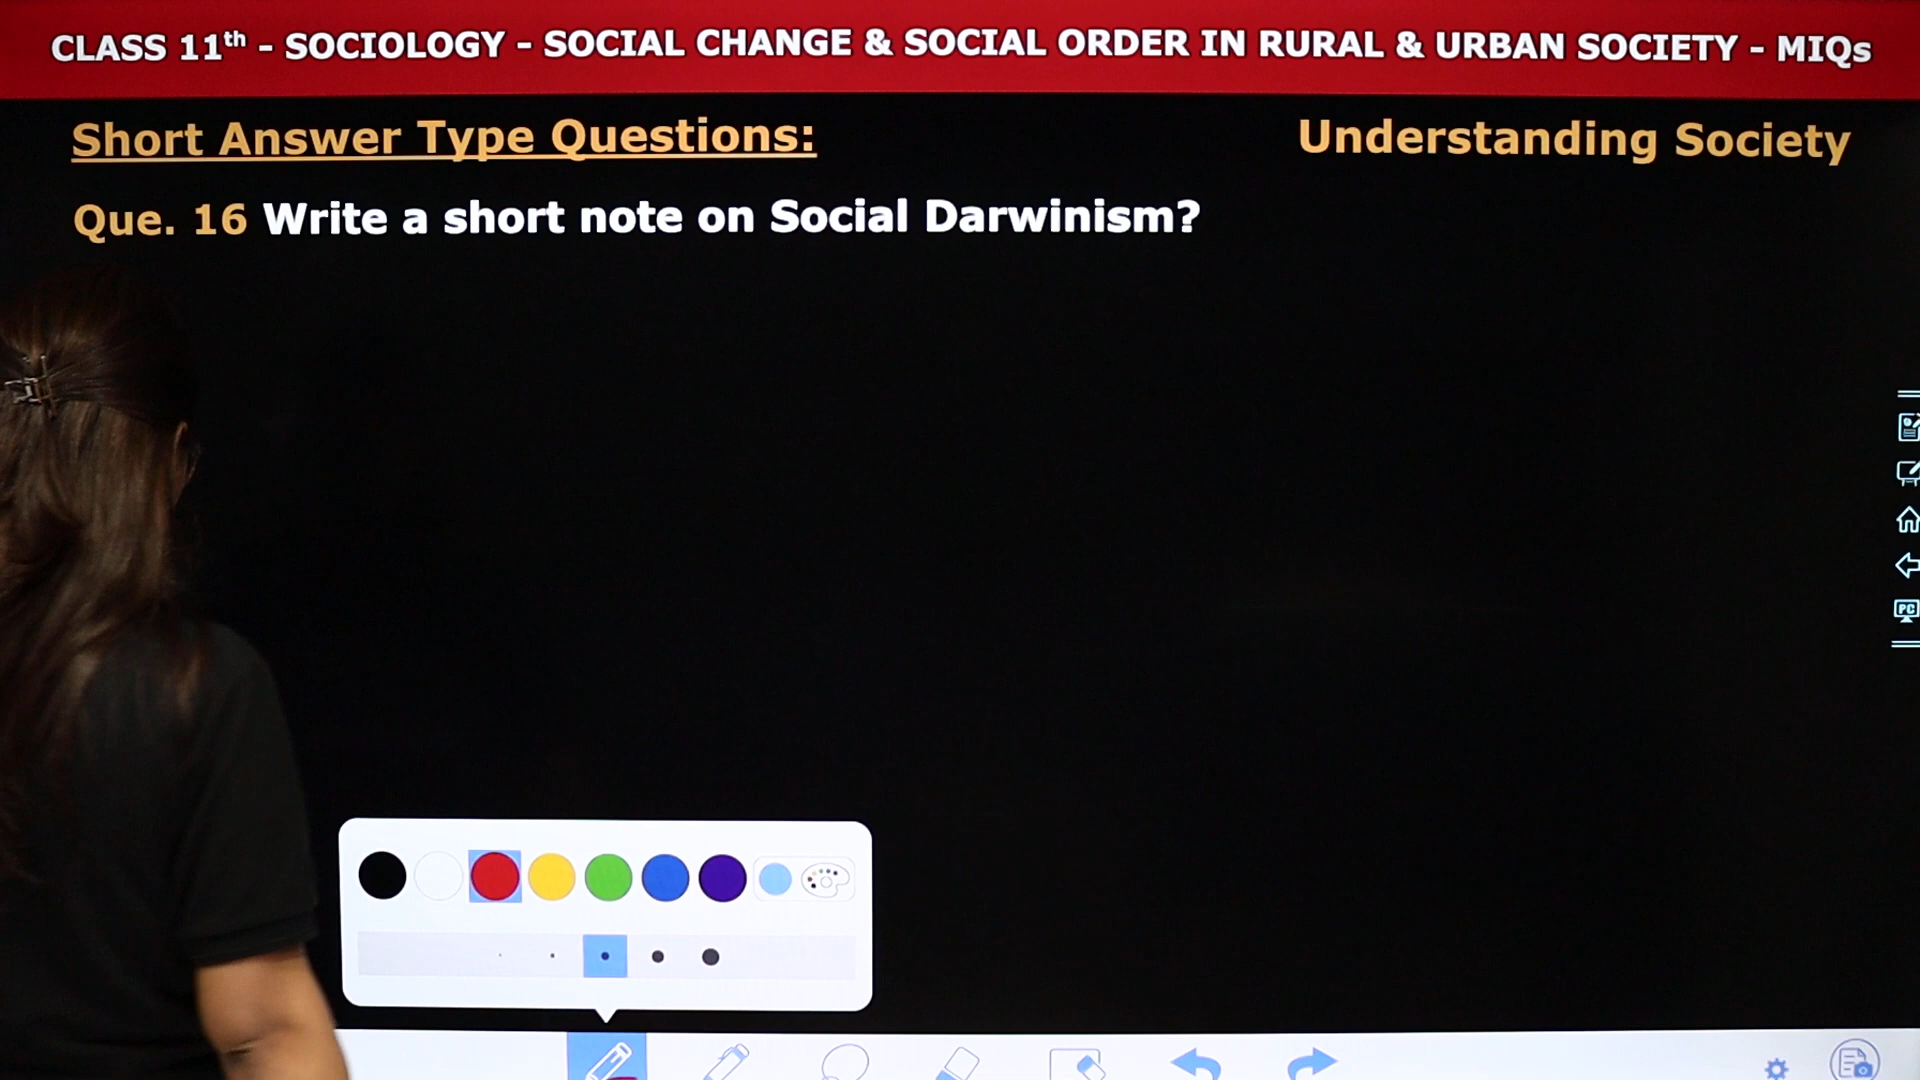 CLASS 11th - SOCIOLOGY - SOCIAL CHANGE & SOCIAL ORDER IN RURAL & URBAN SOCIETY - MIQs
Short Answer Type Questions:
Understanding Society
Que. 16 Write a short note on Social Darwinism?
PC